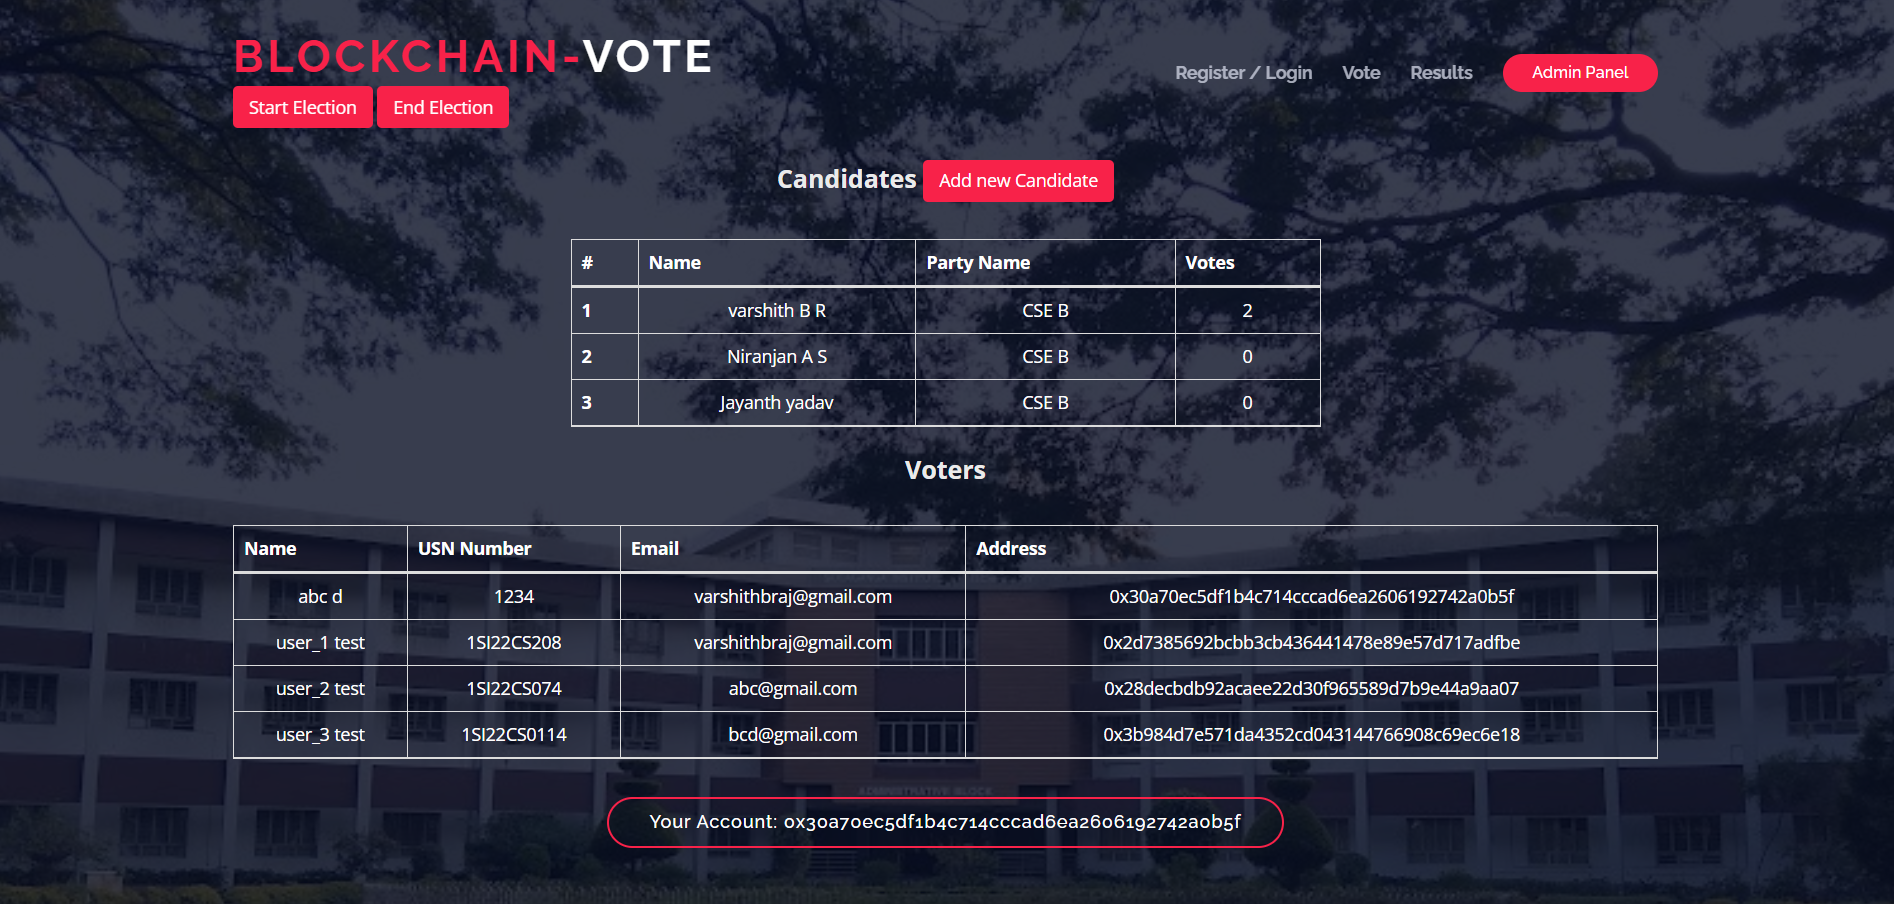 BLOCKCHAIN-VOTE
Register / Login Vote Results Admin Panel
Start Election End Election
Candidates Add new Candidate
# Name Party Name Votes
1 varshith B R CSE B 2
2 Niranjan A S CSE B 0
3 Jayanth yadav CSE B 0
Voters
Name USN Number Email Address
abc d 1234 varshithbraj@gmail.com 0x30a70ec5df1b4c714cccad6ea2606192742a0b5f
user_1 test 1SI22CS208 varshithbraj@gmail.com 0x2d7385692bcbb3cb436441478e89e57d717adfbe
user_2 test 1SI22CS074 abc@gmail.com 0x28decbdb92acaee22d30f965589d7b9e44a9aa07
user_3 test 1SI22CS0114 bcd@gmail.com 0x3b984d7e571da4352cd043144766908c69ec6e18
ADMINISTRATIVE BLOCK
Your Account: 0x30a70ec5df1b4c714cccad6ea2606192742a0b5f